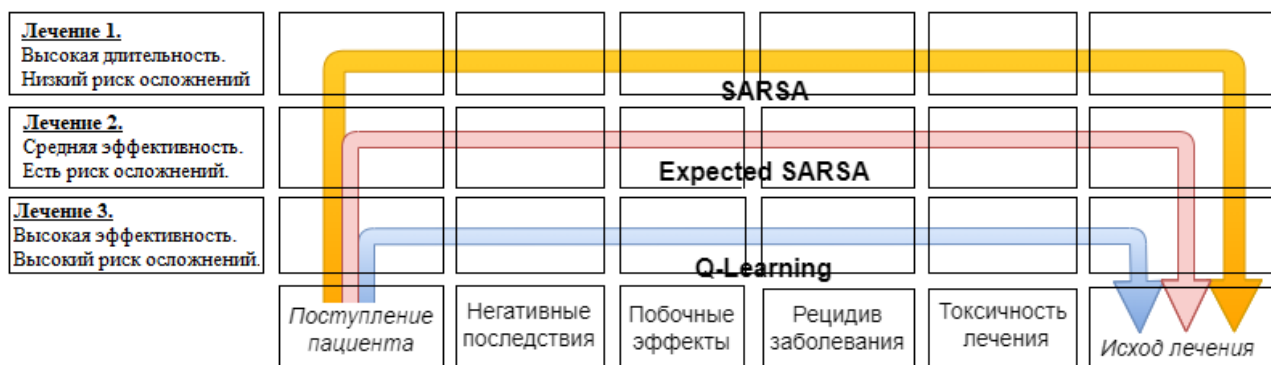 Лечение 1.
Высокая длительность.
Низкий риск осложнений
SARSA
Лечение 2.
Средняя эффективность.
Есть риск осложнений.
Expected SARSA
Лечение 3.
Высокая эффективность.
Высокий риск осложнений.
Q-Learning
Поступление
пациента
Негативные
последствия
Побочные
эффекты
Рецидив
заболевания
Токсичность
лечения
Исход лечения